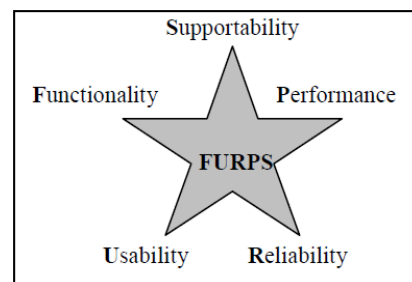 Supportability
Functionality
Performance
FURPS
Usability
Reliability